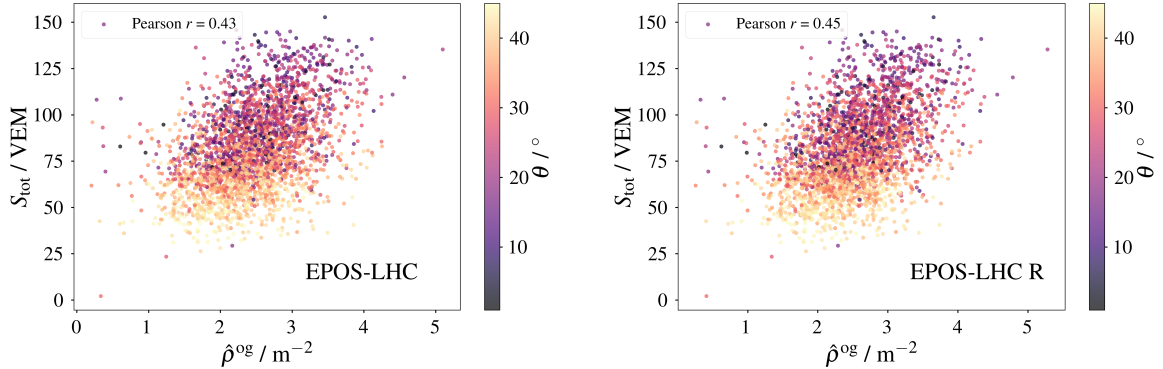 Pearson r = 0.43
150
125
100
75
50
25
0
S_tot / VEM
0 1 2 3 4 5
ρ̂^og / m^−2
EPOS-LHC
40
30
20
10
θ / °
Pearson r = 0.45
150
125
100
75
50
25
0
S_tot / VEM
1 2 3 4 5
ρ̂^og / m^−2
EPOS-LHC R
40
30
20
10
θ / °